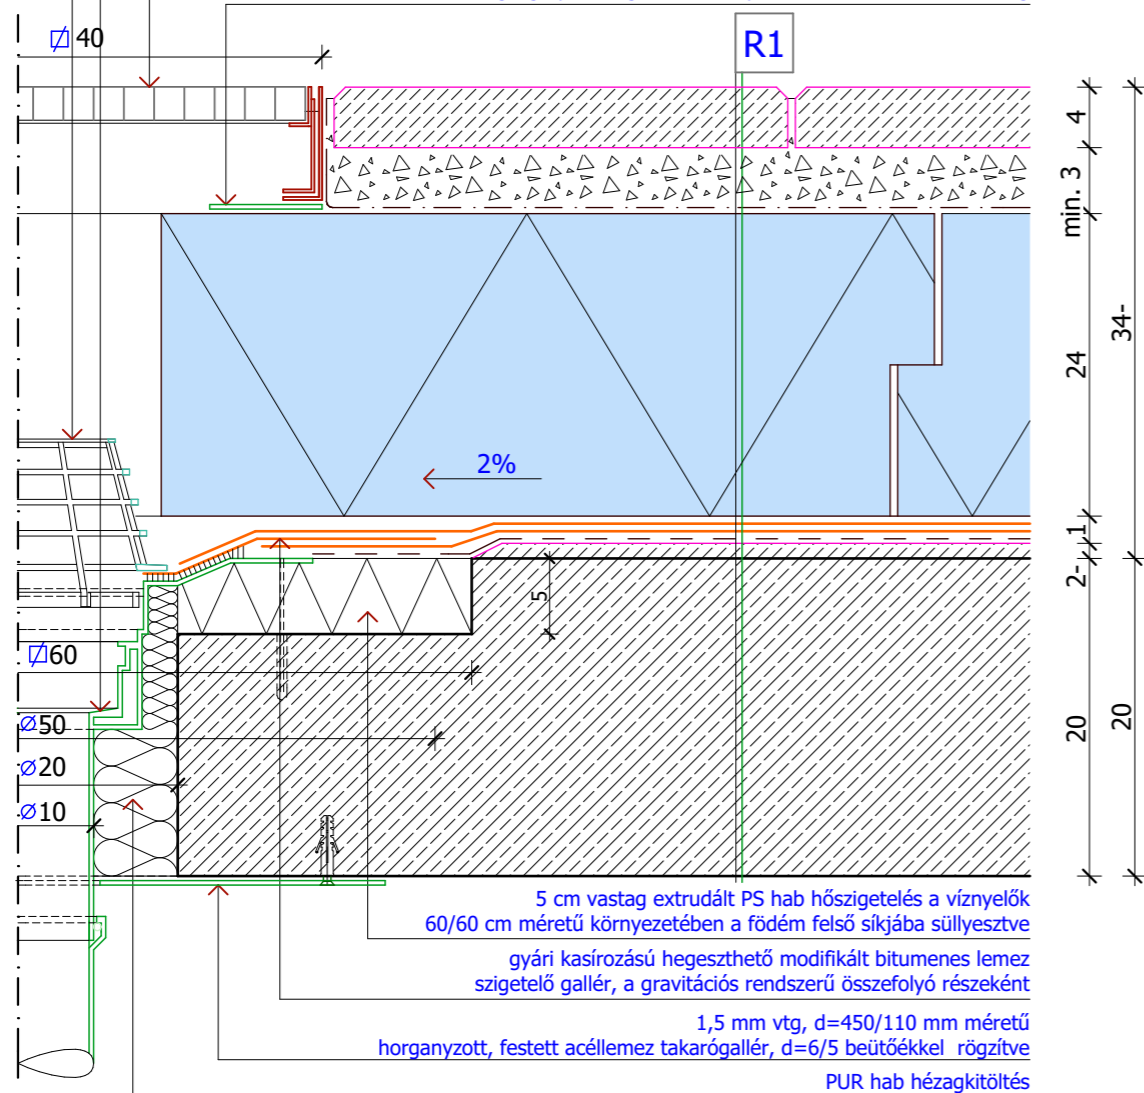 40
R1
4
min. 3
24
34-
2%
1
2-
5
60
20
20
⌀50
⌀20
⌀10
5 cm vastag extrudált PS hab hőszigetelés a víznyelők
60/60 cm méretű környezetében a födém felső síkjába süllyesztve
gyári kasírozású hegeszthető modifikált bitumenes lemez
szigetelő gallér, a gravitációs rendszerű összefolyó részeként
1,5 mm vtg, d=450/110 mm méretű
horganyzott, festett acéllemez takarógallér, d=6/5 beütőékkel rögzítve
PUR hab hézagkitöltés